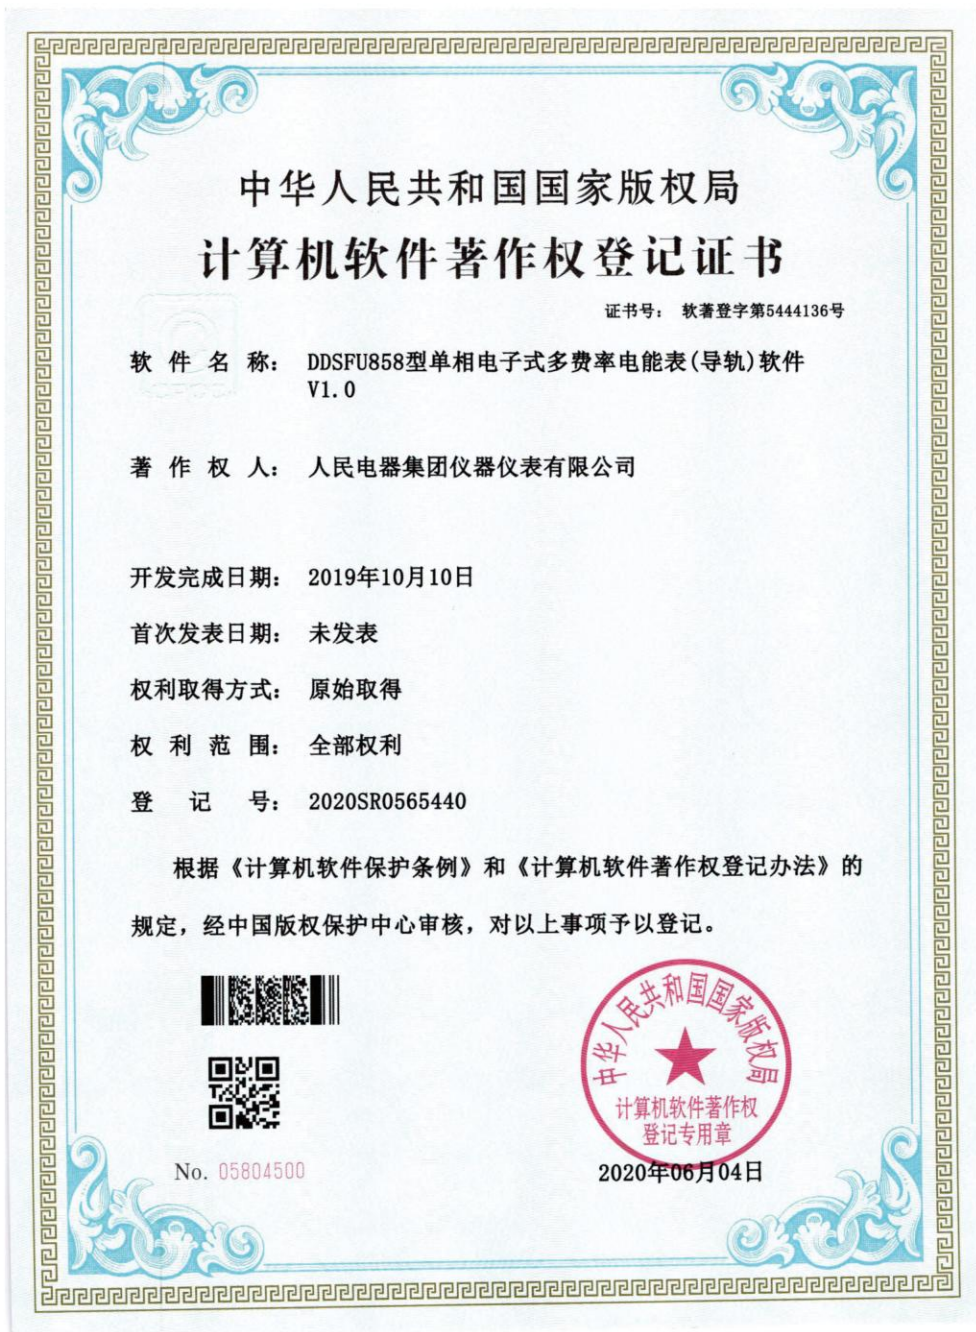 中华人民共和国国家版权局
计算机软件著作权登记证书
证书号： 软著登字第5444136号
软件名称： DDSFU858型单相电子式多费率电能表(导轨)软件
V1.0
著作权人： 人民电器集团仪器仪表有限公司
开发完成日期： 2019年10月10日
首次发表日期： 未发表
权利取得方式： 原始取得
权利范围： 全部权利
登记号： 2020SR0565440
根据《计算机软件保护条例》和《计算机软件著作权登记办法》的
规定，经中国版权保护中心审核，对以上事项予以登记。
中华人民共和国国家版权局
计算机软件著作权
登记专用章
No. 05804500
2020年06月04日